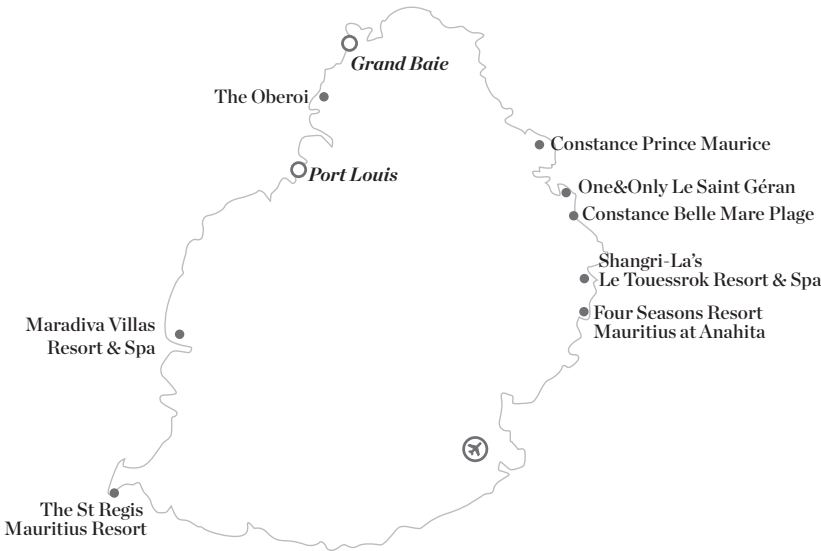 Grand Baie
The Oberoi
Constance Prince Maurice
Port Louis
One&Only Le Saint Géran
Constance Belle Mare Plage
Shangri-La’s
Le Touessrok Resort & Spa
Four Seasons Resort
Mauritius at Anahita
Maradiva Villas
Resort & Spa
The St Regis
Mauritius Resort